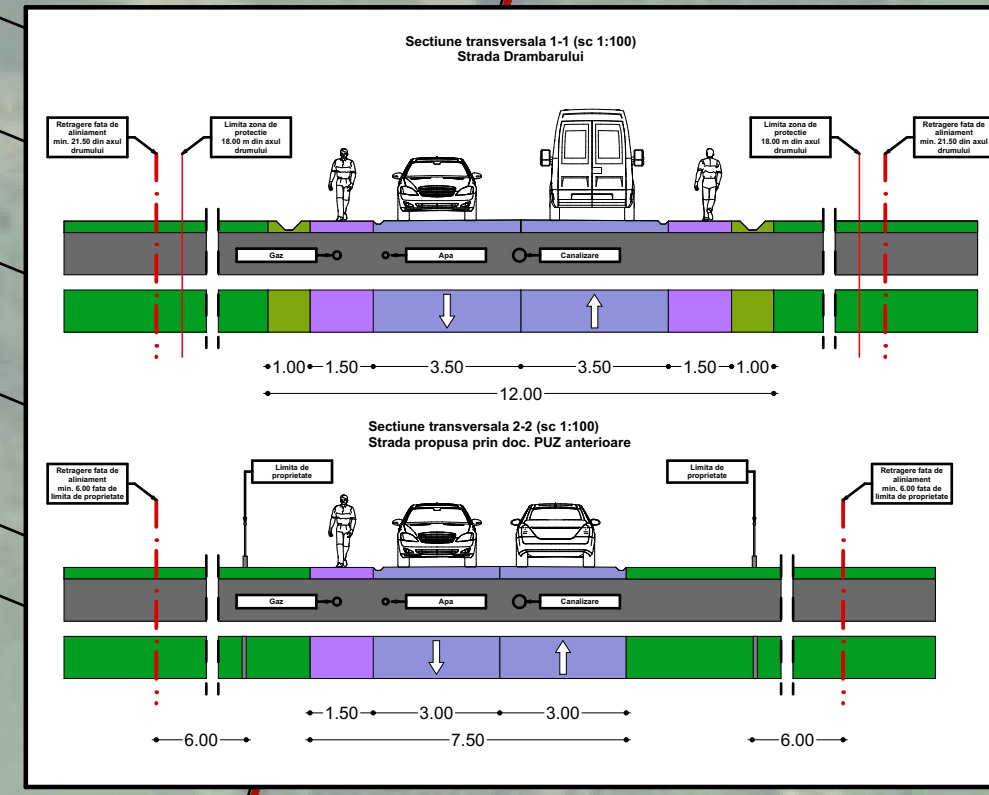 Sectiune transversala 1-1 (sc 1:100)
Strada Drambarului
Retragere fata de
aliniament
min. 21.50 din axul
drumului
Limita zona de
protectie
18.00 m din axul
drumului
Limita zona de
protectie
18.00 m din axul
drumului
Retragere fata de
aliniament
min. 21.50 din axul
drumului
Gaz
Apa
Canalizare
1.00 1.50 3.50 3.50 1.50 1.00
12.00
Sectiune transversala 2-2 (sc 1:100)
Strada propusa prin doc. PUZ anterioare
Retragere fata de
aliniament
min. 6.00 fata de
limita de proprietate
Limita de
proprietate
Limita de
proprietate
Retragere fata de
aliniament
min. 6.00 fata de
limita de proprietate
Gaz
Apa
Canalizare
1.50 3.00 3.00
6.00 7.50 6.00